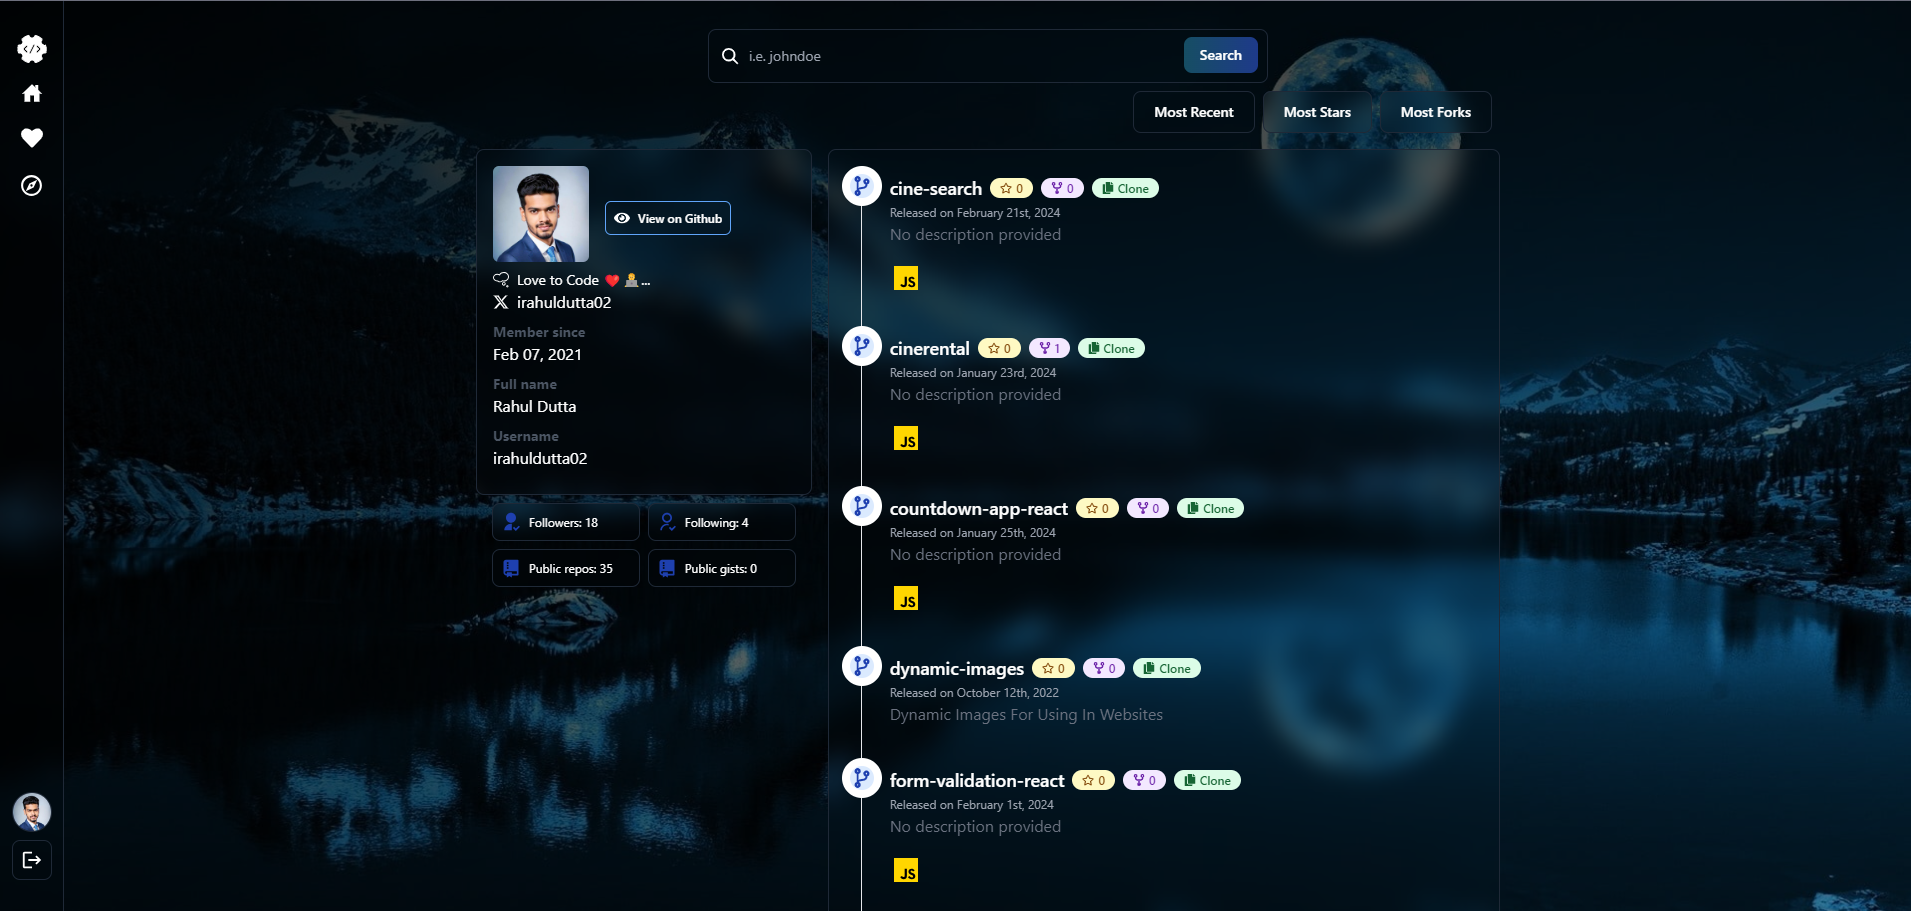 i.e. johndoe
Search
Most Recent
Most Stars
Most Forks
View on Github
Love to Code ❤️ 👨‍💻...
irahuldutta02
Member since
Feb 07, 2021
Full name
Rahul Dutta
Username
irahuldutta02
Followers: 18
Following: 4
Public repos: 35
Public gists: 0
cine-search 0 0 Clone
Released on February 21st, 2024
No description provided
JS
cinerental 0 1 Clone
Released on January 23rd, 2024
No description provided
JS
countdown-app-react 0 0 Clone
Released on January 25th, 2024
No description provided
JS
dynamic-images 0 0 Clone
Released on October 12th, 2022
Dynamic Images For Using In Websites
form-validation-react 0 0 Clone
Released on February 1st, 2024
No description provided
JS